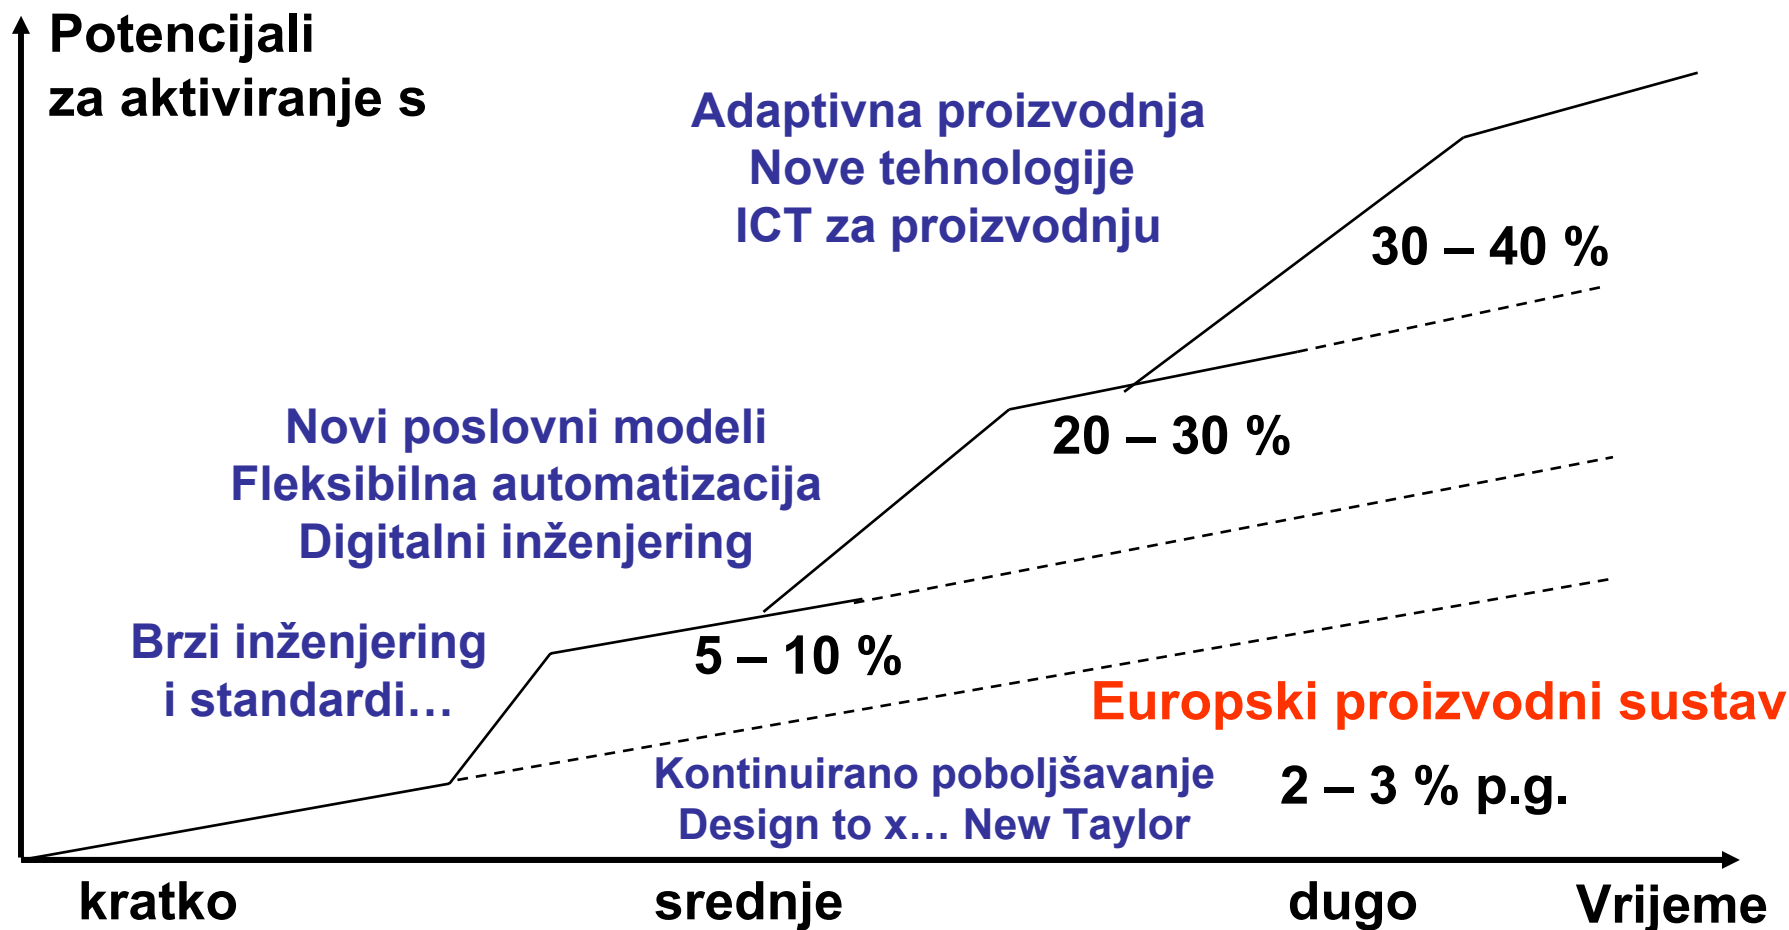 Potencijali
za aktiviranje s
Adaptivna proizvodnja
Nove tehnologije
ICT za proizvodnju
30 – 40 %
Novi poslovni modeli
Fleksibilna automatizacija
Digitalni inženjering
20 – 30 %
Brzi inženjering
i standardi…
5 – 10 %
Europski proizvodni sustav
Kontinuirano poboljšavanje
Design to x… New Taylor
2 – 3 % p.g.
kratko
srednje
dugo
Vrijeme